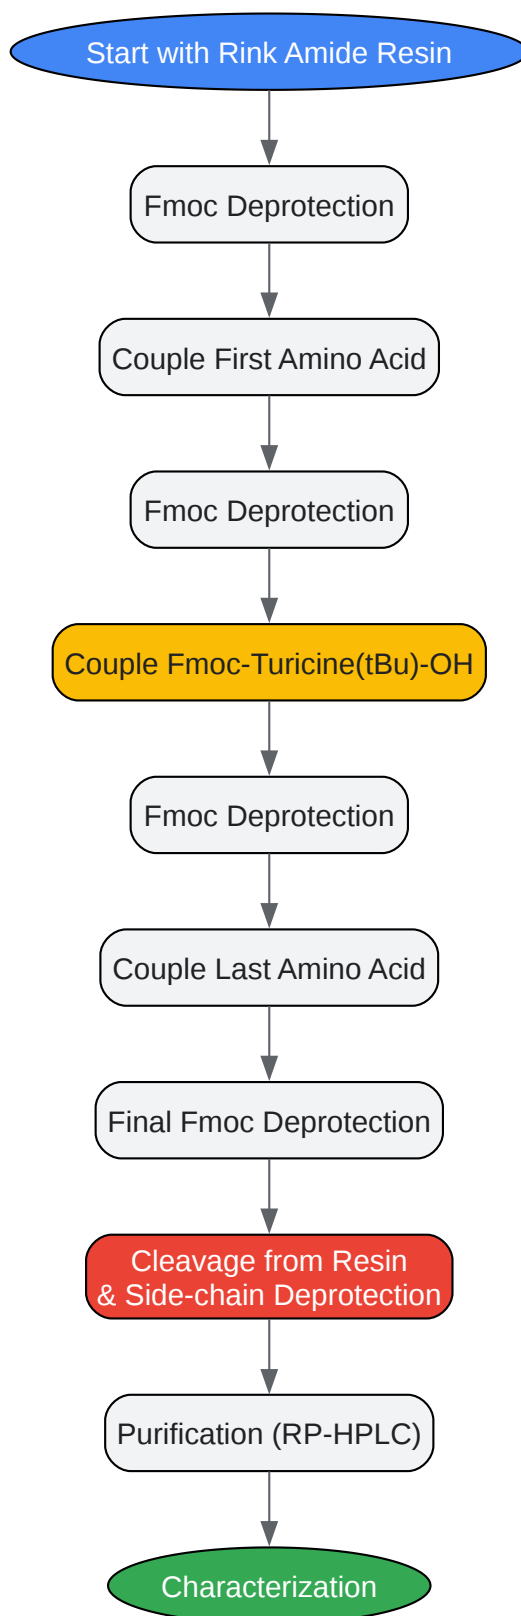 Start with Rink Amide Resin
Fmoc Deprotection
Couple First Amino Acid
Fmoc Deprotection
Couple Fmoc-Turicine(tBu)-OH
Fmoc Deprotection
Couple Last Amino Acid
Final Fmoc Deprotection
Cleavage from Resin
& Side-chain Deprotection
Purification (RP-HPLC)
Characterization